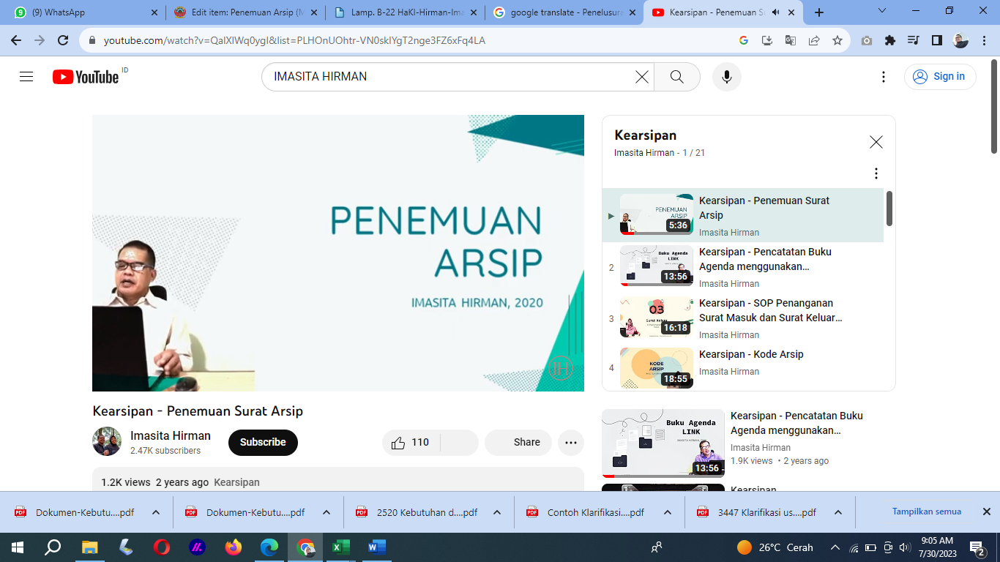 (9) WhatsApp
Edit item: Penemuan Arsip (M
Lamp. B-22 HaKI-Hirman-Ima
google translate - Penelusura
Kearsipan - Penemuan Su
youtube.com/watch?v=QaIXIWq0ygI&list=PLHOnUOhtr-VN0skIYgT2nge3FZ6xFq4LA
YouTube ID
IMASITA HIRMAN
Sign in
PENEMUAN
ARSIP
IMASITA HIRMAN, 2020
IH
Kearsipan - Penemuan Surat Arsip
Imasita Hirman
2.47K subscribers
Subscribe
110
Share
1.2K views 2 years ago Kearsipan
Kearsipan
Imasita Hirman - 1 / 21
PENEMUAN
ARSIP
5:36
Kearsipan - Penemuan Surat
Arsip
Imasita Hirman
2
Buku Agenda
LINK
13:56
Kearsipan - Pencatatan Buku
Agenda menggunakan…
Imasita Hirman
3
03
Surat Keluar
16:18
Kearsipan - SOP Penanganan
Surat Masuk dan Surat Keluar…
Imasita Hirman
4
KODE
ARSIP
18:55
Kearsipan - Kode Arsip
Imasita Hirman
Buku Agenda
LINK
13:56
Kearsipan - Pencatatan Buku
Agenda menggunakan…
Imasita Hirman
1.9K views • 2 years ago
Kearsipan
PDF Dokumen-Kebutu....pdf
PDF Dokumen-Kebutu....pdf
PDF 2520 Kebutuhan d....pdf
PDF Contoh Klarifikasi....pdf
PDF 3447 Klarifikasi us....pdf
Tampilkan semua
26°C Cerah
9:05 AM
7/30/2023
2